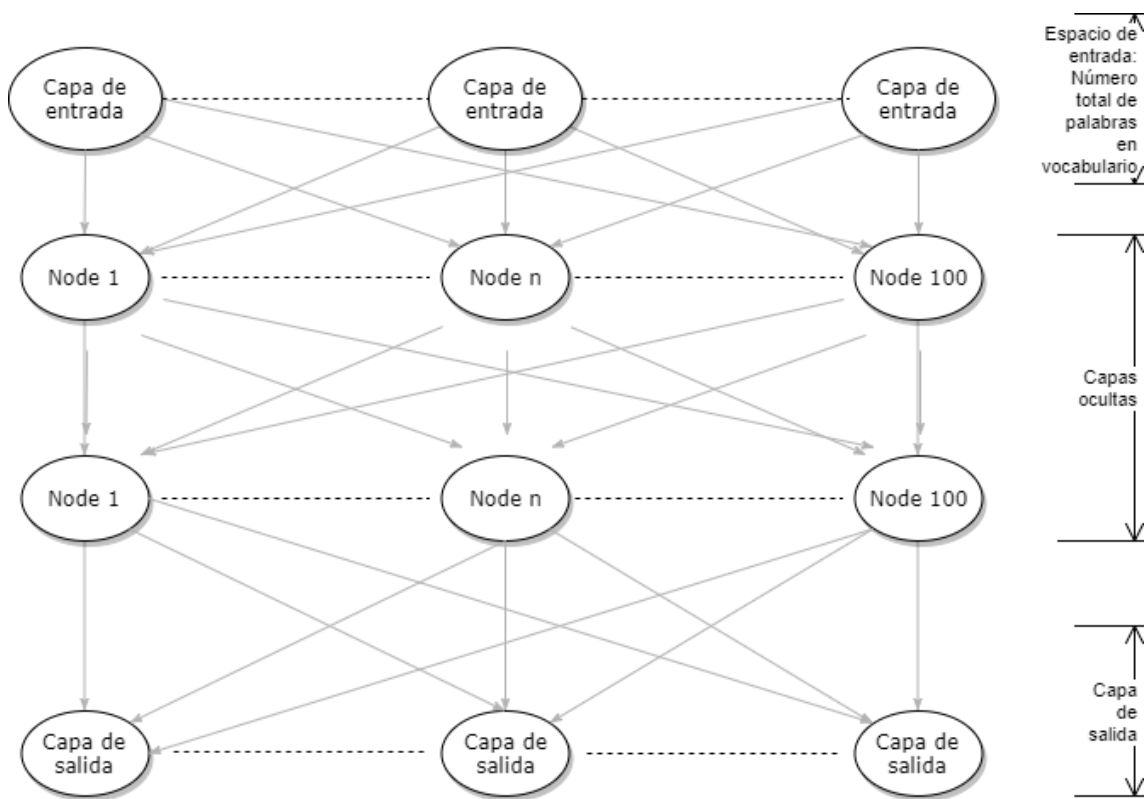 Capa de
entrada
Capa de
entrada
Capa de
entrada
Espacio de
entrada:
Número
total de
palabras
en
vocabulario
Node 1
Node n
Node 100
Capas
ocultas
Node 1
Node n
Node 100
Capa de
salida
Capa de
salida
Capa de
salida
Capa
de
salida